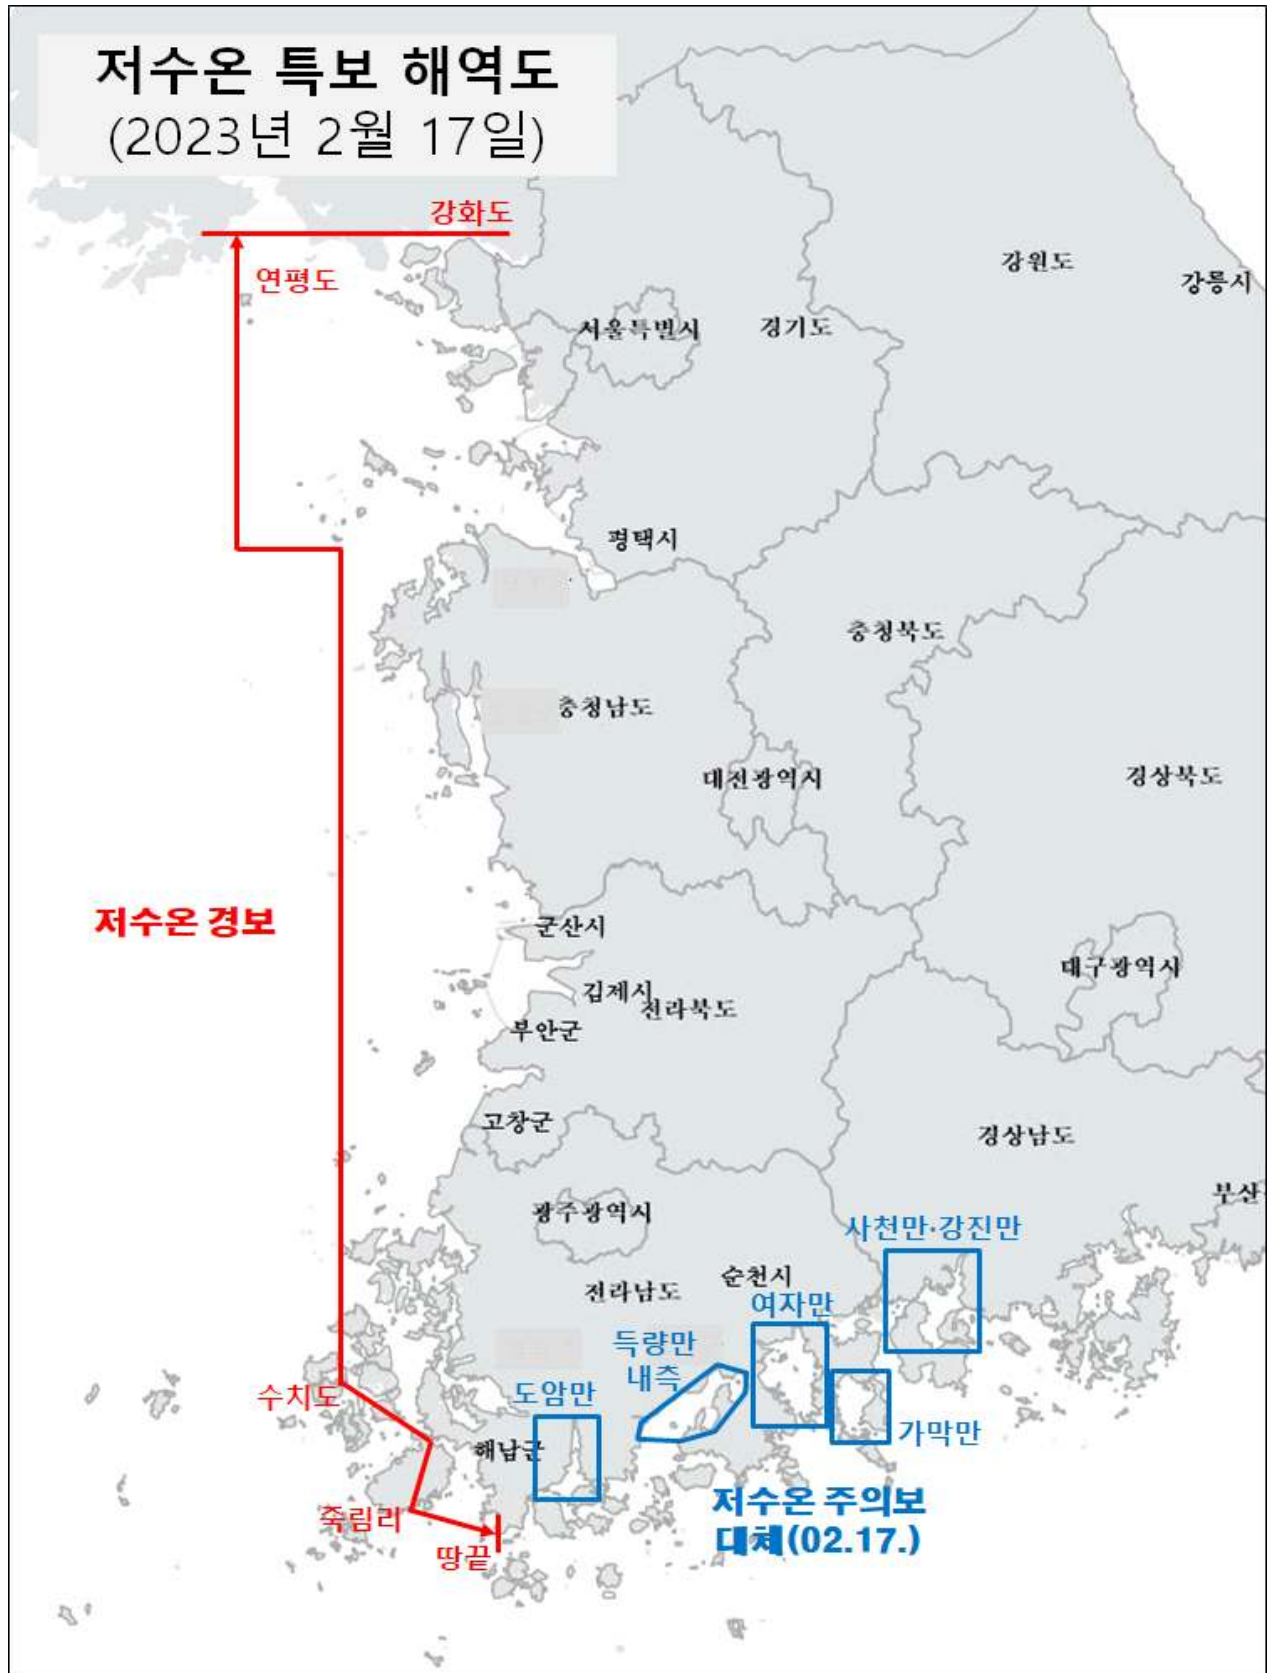 저수온 특보 해역도
(2023년 2월 17일)
강화도
연평도
강원도
강릉시
서울특별시
경기도
평택시
충청북도
충청남도
대전광역시
경상북도
저수온 경보
군산시
대구광역시
김제시
전라북도
부안군
고창군
경상남도
부산
광주광역시
사천만·강진만
순천시
전라남도
여자만
득량만
내측
수치도
도암만
가막만
해남군
죽림리
저수온 주의보
대체(02.17.)
땅끝